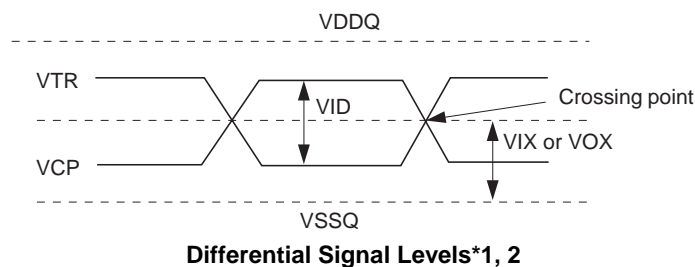 VDDQ
VTR
Crossing point
VID
VIX or VOX
VCP
VSSQ
Differential Signal Levels*1, 2